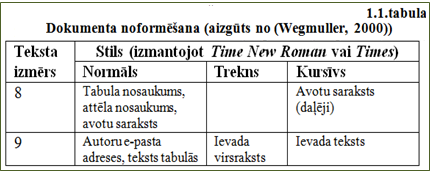 1.1.tabula
Dokumenta noformēšana (aizgūts no (Wegmuller, 2000))
Teksta izmērs
Stils (izmantojot Time New Roman vai Times)
Normāls Trekns Kursīvs
8
Tabula nosaukums,
attēla nosaukums,
avotu saraksts
Avotu saraksts
(daļēji)
9
Autoru e-pasta
adreses, teksts tabulās
Ievada
virsraksts
Ievada teksts